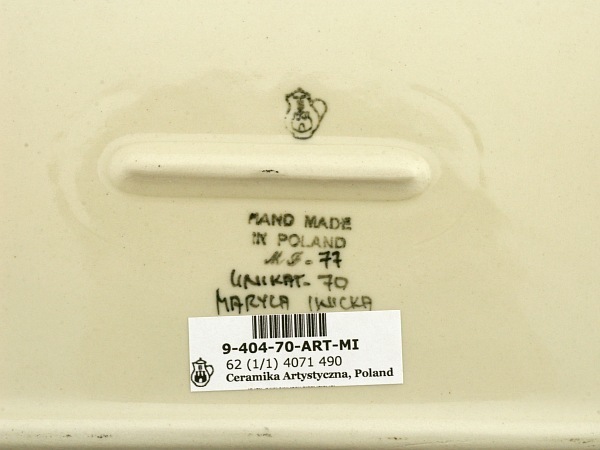 HAND MADE
IN POLAND
M.I.-77
UNIKAT-70
MARYLA IWICKA
9-404-70-ART-MI
62 (1/1) 4071 490
Ceramika Artystyczna, Poland